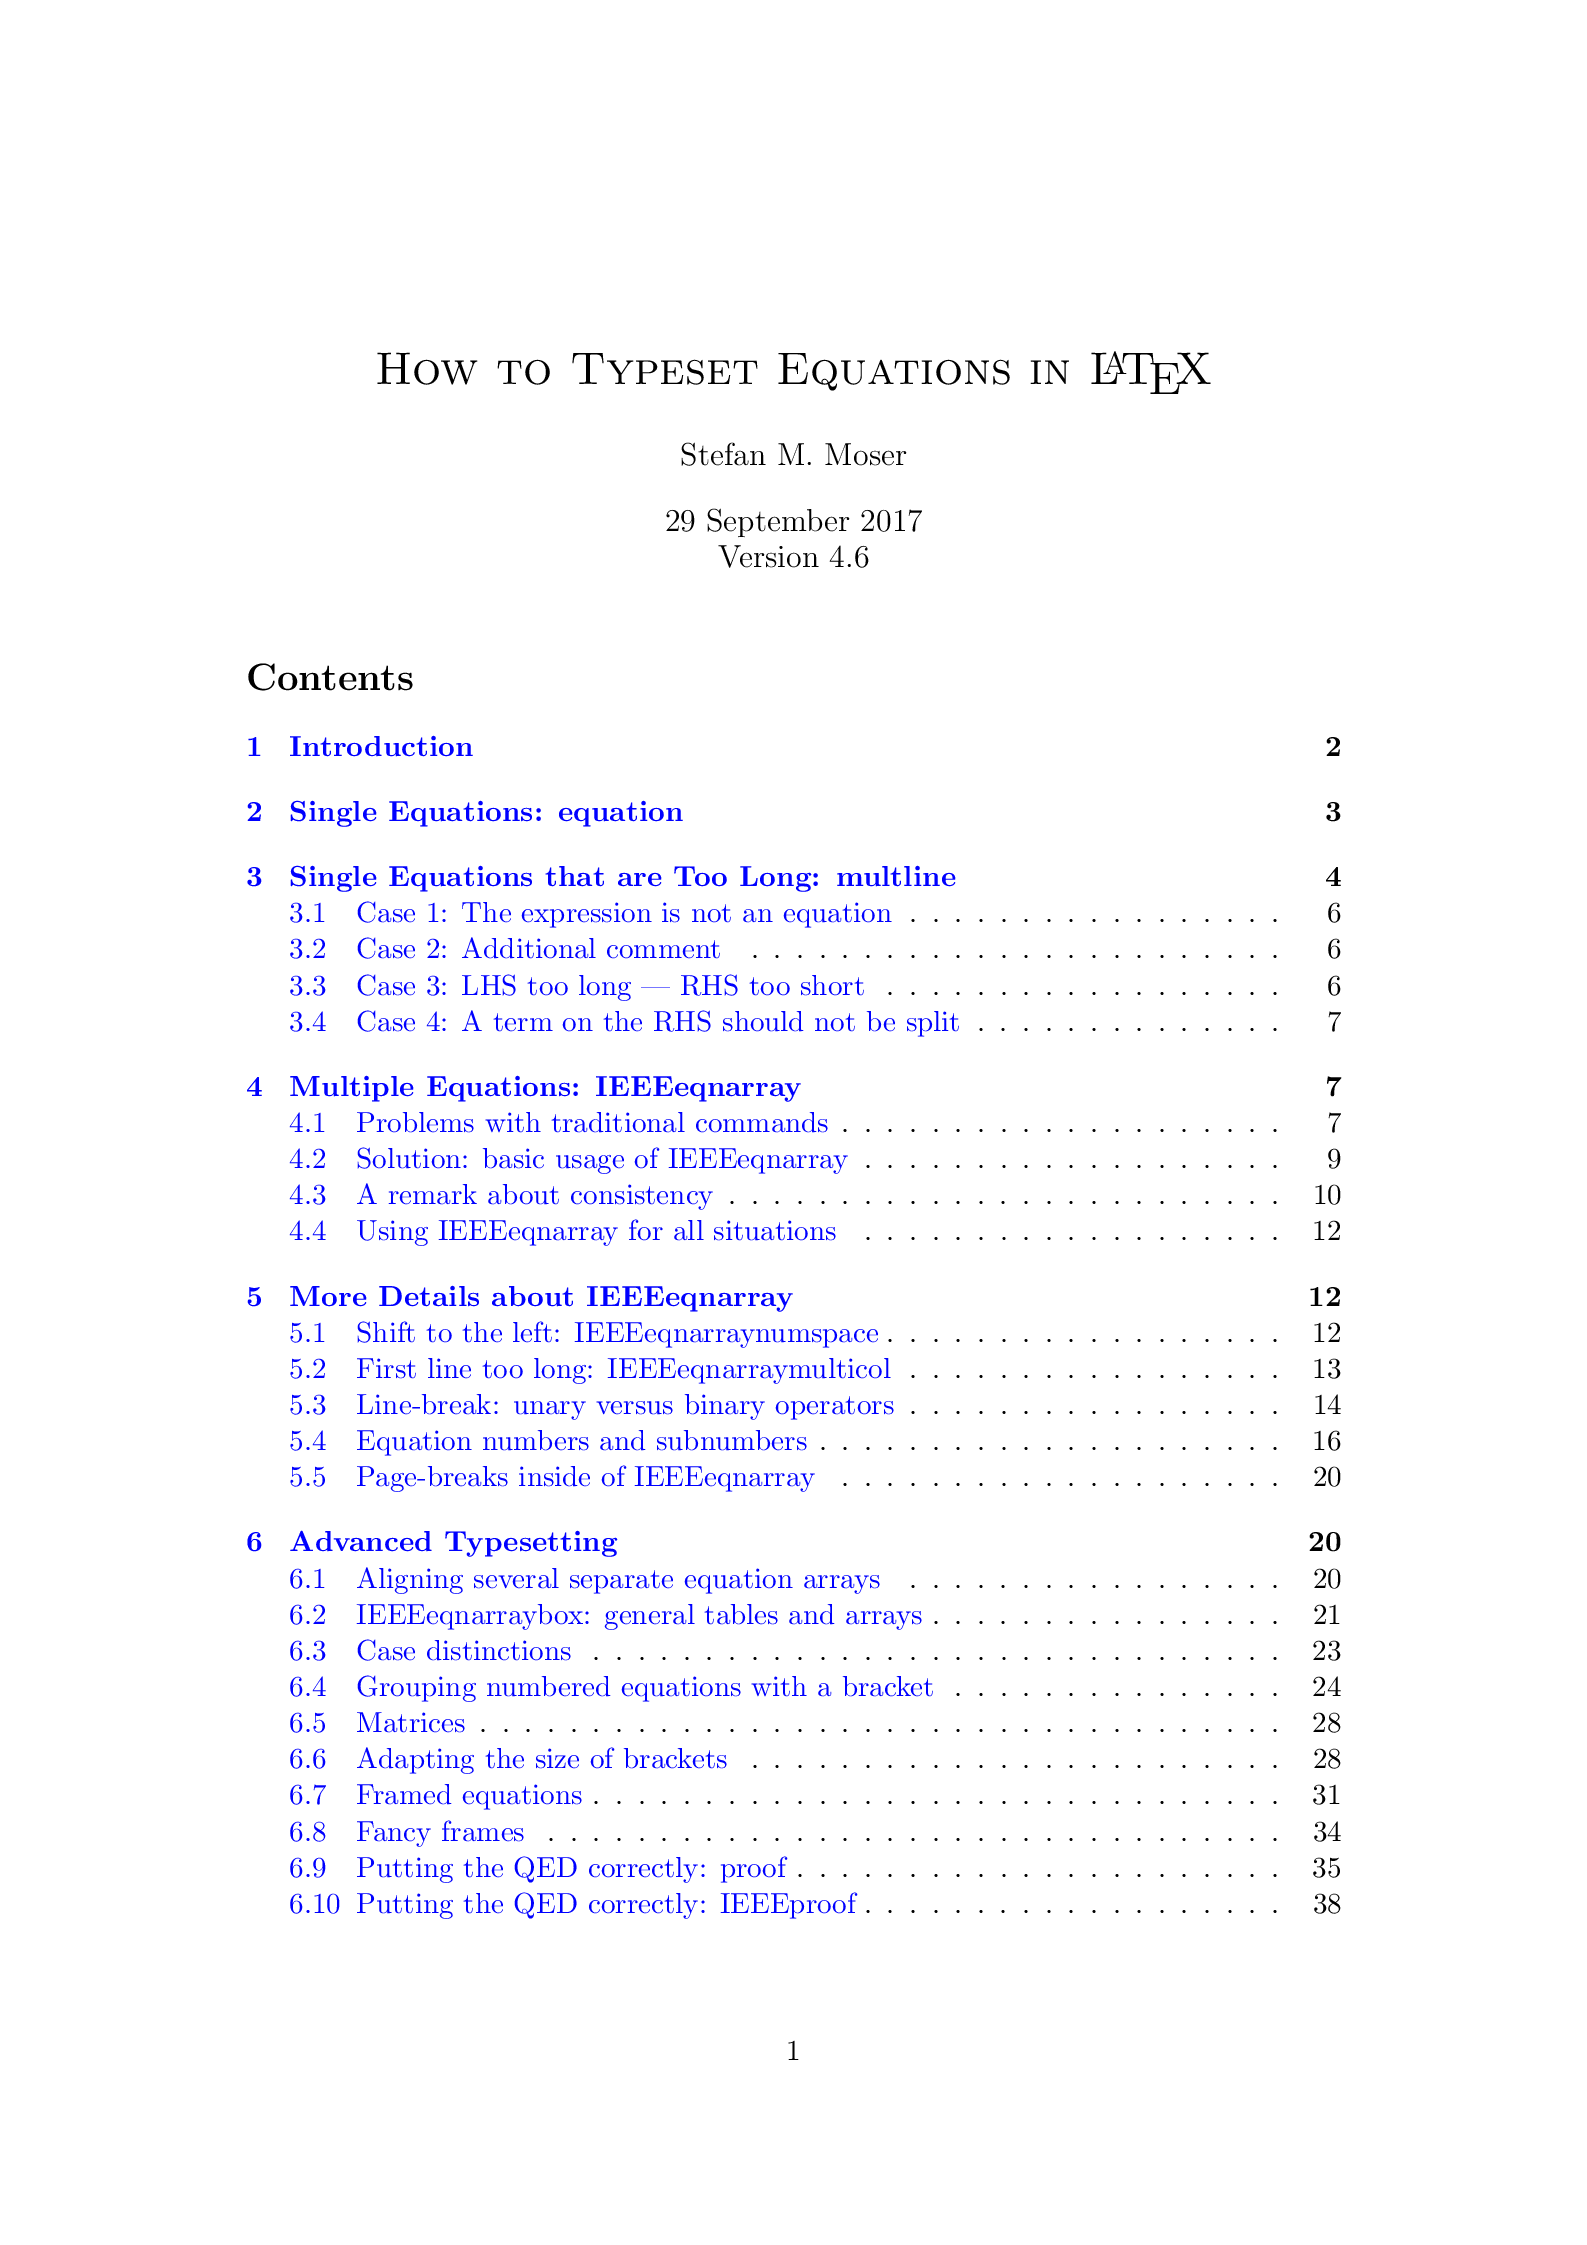 How to Typeset Equations in LaTeX
Stefan M. Moser
29 September 2017
Version 4.6
Contents
1 Introduction 2
2 Single Equations: equation 3
3 Single Equations that are Too Long: multline 4
3.1 Case 1: The expression is not an equation . . . . . . . . . . . . . . . . . 6
3.2 Case 2: Additional comment . . . . . . . . . . . . . . . . . . . . . . . . 6
3.3 Case 3: LHS too long — RHS too short . . . . . . . . . . . . . . . . . . 6
3.4 Case 4: A term on the RHS should not be split . . . . . . . . . . . . . . 7
4 Multiple Equations: IEEEeqnarray 7
4.1 Problems with traditional commands . . . . . . . . . . . . . . . . . . . . 7
4.2 Solution: basic usage of IEEEeqnarray . . . . . . . . . . . . . . . . . . . 9
4.3 A remark about consistency . . . . . . . . . . . . . . . . . . . . . . . . . 10
4.4 Using IEEEeqnarray for all situations . . . . . . . . . . . . . . . . . . . 12
5 More Details about IEEEeqnarray 12
5.1 Shift to the left: IEEEeqnarraynumspace . . . . . . . . . . . . . . . . . . 12
5.2 First line too long: IEEEeqnarraymulticol . . . . . . . . . . . . . . . . . 13
5.3 Line-break: unary versus binary operators . . . . . . . . . . . . . . . . . 14
5.4 Equation numbers and subnumbers . . . . . . . . . . . . . . . . . . . . . 16
5.5 Page-breaks inside of IEEEeqnarray . . . . . . . . . . . . . . . . . . . . 20
6 Advanced Typesetting 20
6.1 Aligning several separate equation arrays . . . . . . . . . . . . . . . . . 20
6.2 IEEEeqnarraybox: general tables and arrays . . . . . . . . . . . . . . . . 21
6.3 Case distinctions . . . . . . . . . . . . . . . . . . . . . . . . . . . . . . . 23
6.4 Grouping numbered equations with a bracket . . . . . . . . . . . . . . . 24
6.5 Matrices . . . . . . . . . . . . . . . . . . . . . . . . . . . . . . . . . . . . 28
6.6 Adapting the size of brackets . . . . . . . . . . . . . . . . . . . . . . . . 28
6.7 Framed equations . . . . . . . . . . . . . . . . . . . . . . . . . . . . . . . 31
6.8 Fancy frames . . . . . . . . . . . . . . . . . . . . . . . . . . . . . . . . . 34
6.9 Putting the QED correctly: proof . . . . . . . . . . . . . . . . . . . . . . 35
6.10 Putting the QED correctly: IEEEproof . . . . . . . . . . . . . . . . . . . 38
1